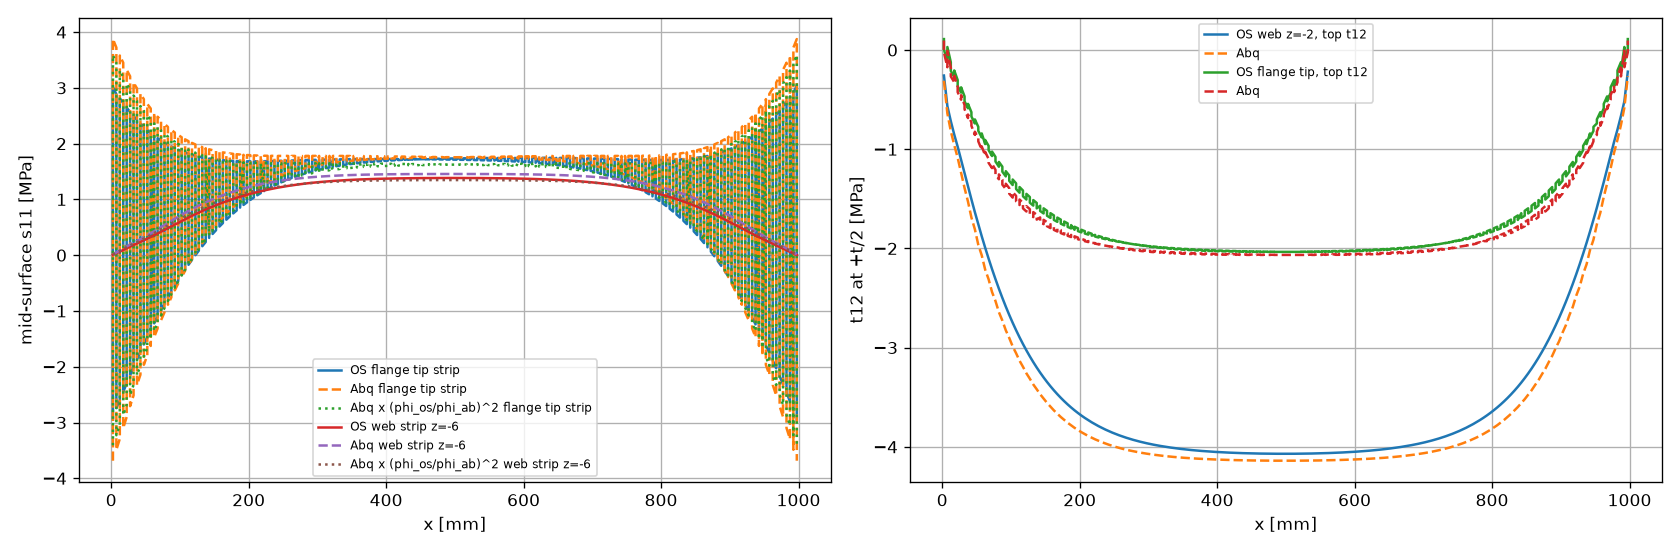 4
3
2
1
0
−1
−2
−3
−4
mid-surface s11 [MPa]
OS flange tip strip
Abq flange tip strip
Abq x (phi_os/phi_ab)^2 flange tip strip
OS web strip z=-6
Abq web strip z=-6
Abq x (phi_os/phi_ab)^2 web strip z=-6
0 200 400 600 800 1000
x [mm]
0
−1
−2
−3
−4
t12 at +t/2 [MPa]
OS web z=-2, top t12
Abq
OS flange tip, top t12
Abq
0 200 400 600 800 1000
x [mm]